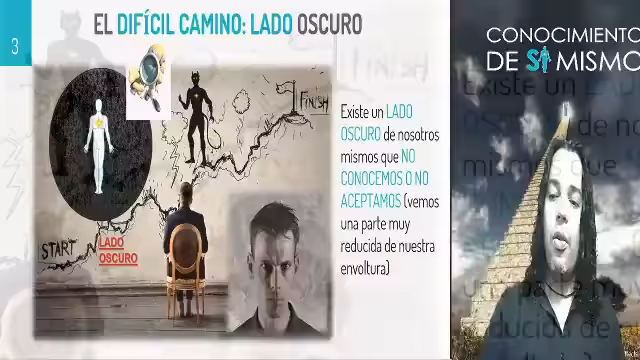 3
EL DIFÍCIL CAMINO: LADO OSCURO
FINISH
START
LADO
OSCURO
Existe un LADO
OSCURO de nosotros
mismos que NO
CONOCEMOS O NO
ACEPTAMOS (vemos
una parte muy
reducida de nuestra
envoltura)
CONOCIMIENTO
DE SÍ MISMO